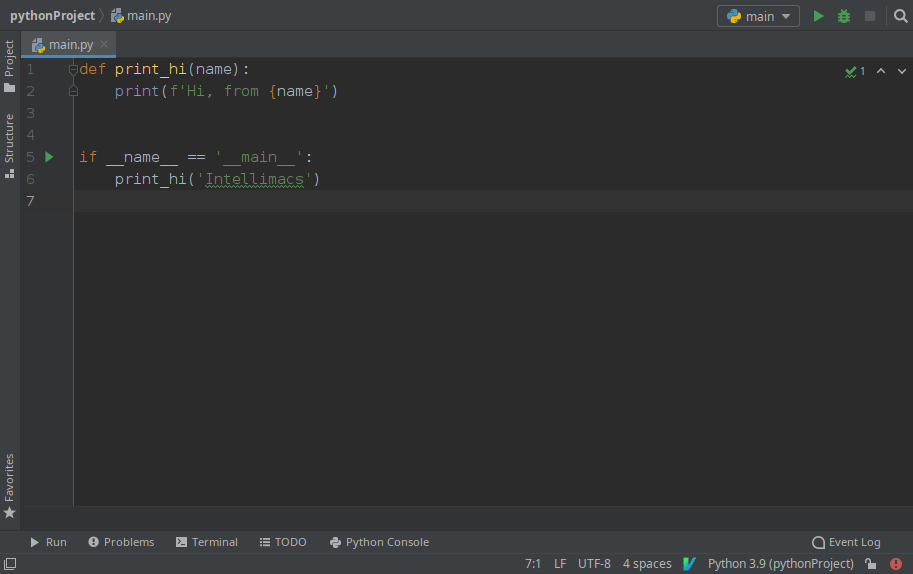 pythonProject main.py main
main.py 1
Project
Structure
Favorites
1 def print_hi(name):
2 print(f'Hi, from {name}')
3
4
5 if __name__ == '__main__':
6 print_hi('Intellimacs')
7
Run Problems Terminal TODO Python Console Event Log
7:1 LF UTF-8 4 spaces Python 3.9 (pythonProject)